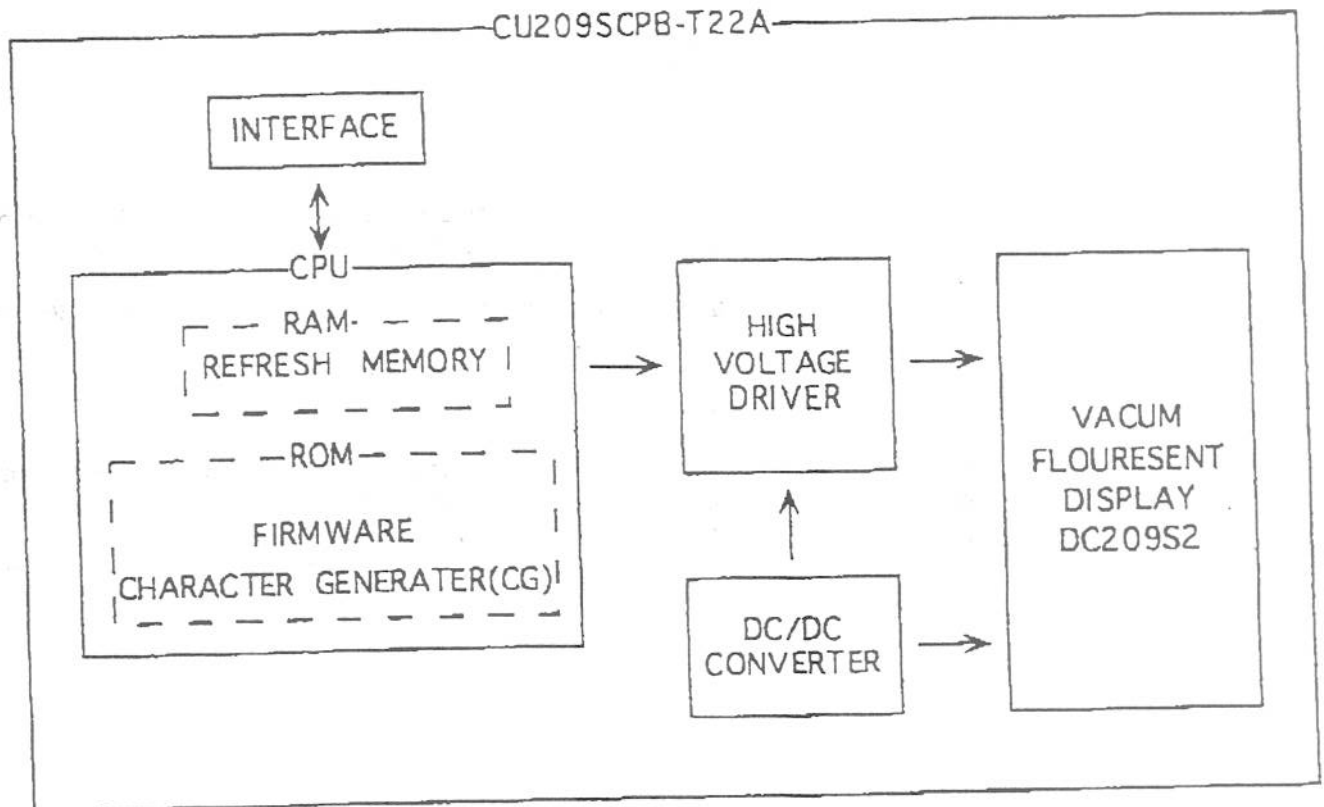 CU209SCPB-T22A
INTERFACE
CPU
RAM
REFRESH MEMORY
ROM
FIRMWARE
CHARACTER GENERATER(CG)
HIGH
VOLTAGE
DRIVER
DC/DC
CONVERTER
VACUM
FLOURESENT
DISPLAY
DC209S2